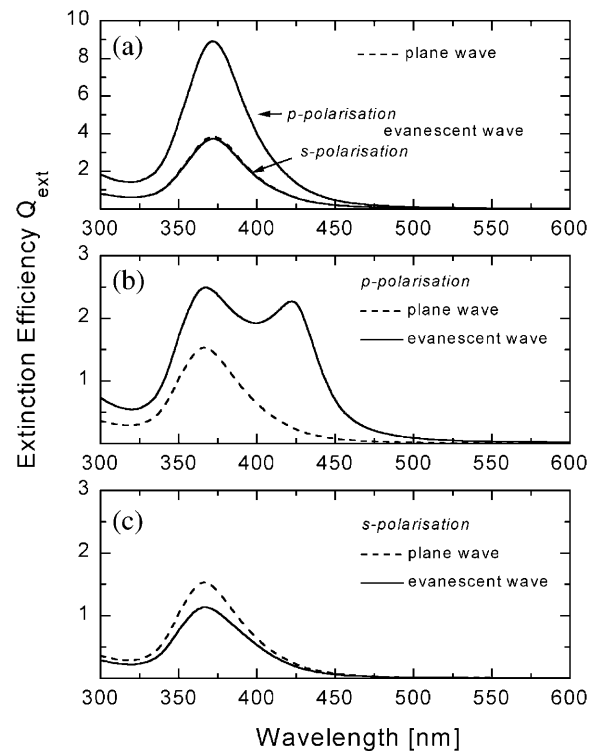 Extinction Efficiency Q_ext
(a)
plane wave
p-polarisation
evanescent wave
s-polarisation
10
8
6
4
2
300 350 400 450 500 550 600
(b)
p-polarisation
plane wave
evanescent wave
3
2
1
300 350 400 450 500 550 600
(c)
s-polarisation
plane wave
evanescent wave
3
2
1
300 350 400 450 500 550 600
Wavelength [nm]